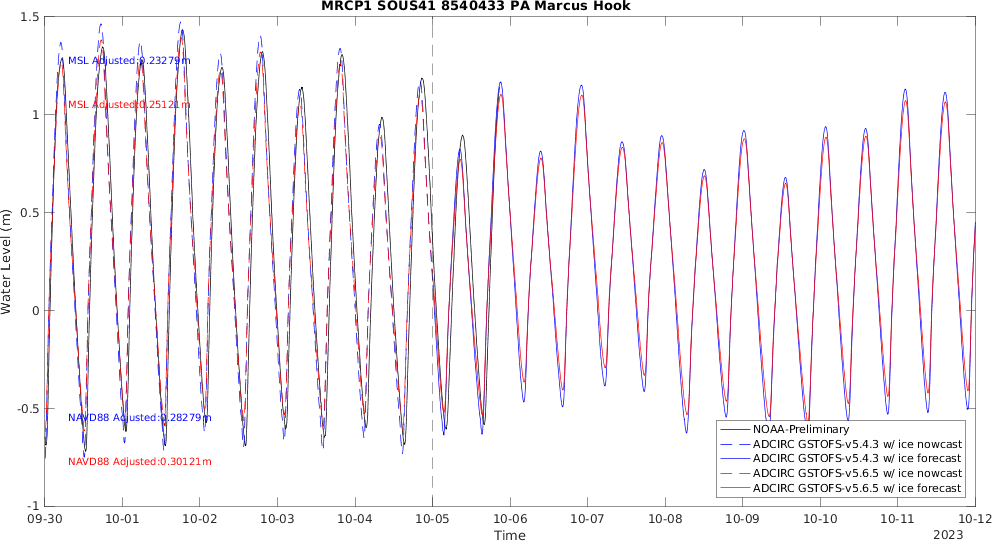 MRCP1 SOUS41 8540433 PA Marcus Hook
1.5
1
0.5
0
-0.5
-1
Water Level (m)
MSL Adjusted:0.23279m
MSL Adjusted:0.25121m
NAVD88 Adjusted:0.28279m
NAVD88 Adjusted:0.30121m
NOAA-Preliminary
ADCIRC GSTOFS-v5.4.3 w/ ice nowcast
ADCIRC GSTOFS-v5.4.3 w/ ice forecast
ADCIRC GSTOFS-v5.6.5 w/ ice nowcast
ADCIRC GSTOFS-v5.6.5 w/ ice forecast
09-30 10-01 10-02 10-03 10-04 10-05 10-06 10-07 10-08 10-09 10-10 10-11 10-12
Time
2023